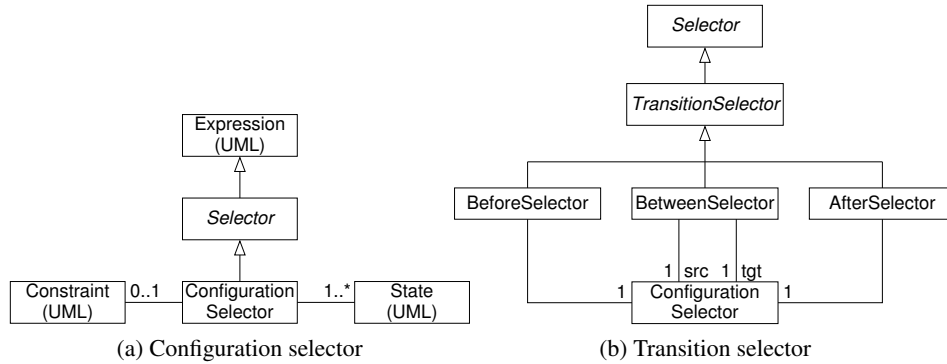 Expression
(UML)
Selector
Constraint
(UML)
0..1
Configuration
Selector
1..*
State
(UML)
(a) Configuration selector
Selector
TransitionSelector
BeforeSelector
BetweenSelector
AfterSelector
1
src
1
tgt
1
Configuration
Selector
1
(b) Transition selector